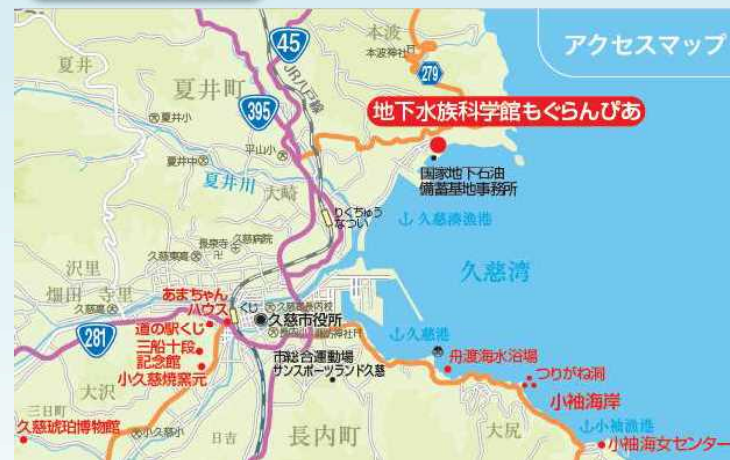 アクセスマップ
45
JR八戸線
本波
本波神社
279
夏井
夏井町
395
地下水族科学館もぐらんぴあ
国家地下石油
備蓄基地事務所
夏井小
平山小
夏井中
夏井川
大崎
りくちゅう
なつい
久慈湊漁港
久慈湾
久慈病院
久慈東高
沢里
畑田
寺里
久慈高
あまちゃん
ハウス
くじ
道の駅くじ
久慈市役所
281
三船十段
記念館
小久慈焼窯元
市総合運動場
サンスポーツランド久慈
久慈港
舟渡海水浴場
つりがね洞
小袖海岸
大沢
三日町
久慈琥珀博物館
小久慈小
日吉
長内町
大尻
小袖漁港
小袖海女センター